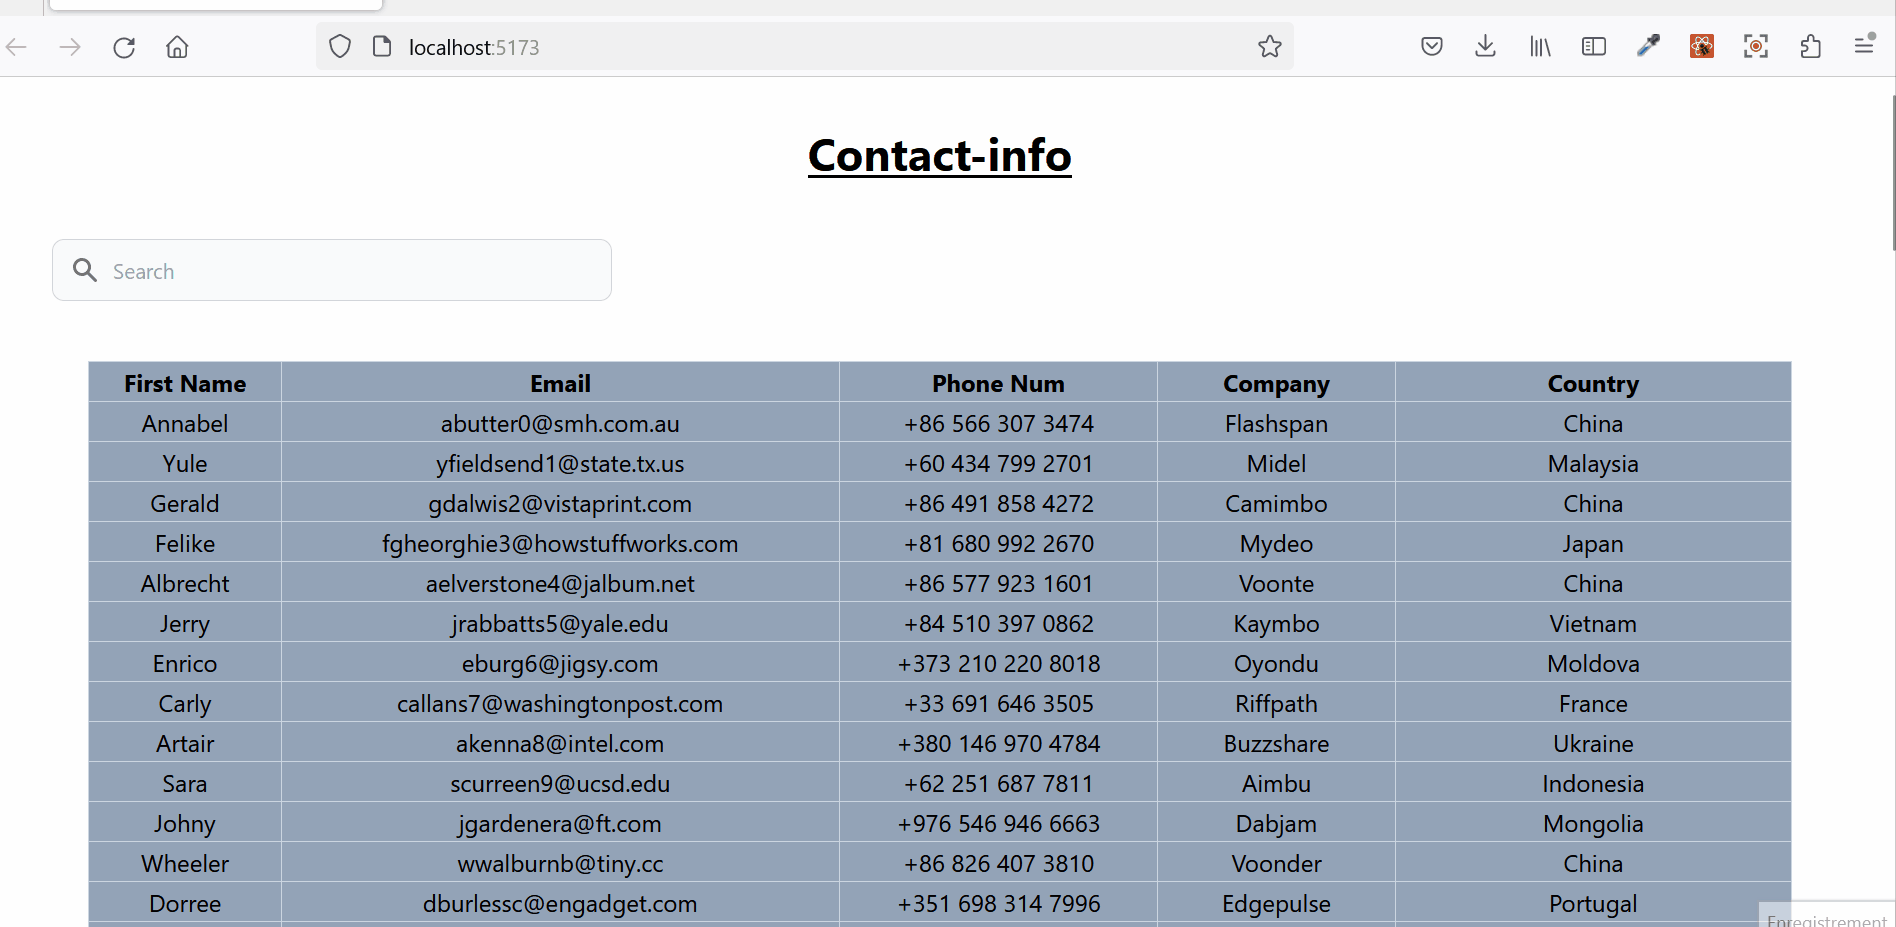 localhost:5173
Contact-info
Search
First Name Email Phone Num Company Country
Annabel abutter0@smh.com.au +86 566 307 3474 Flashspan China
Yule yfieldsend1@state.tx.us +60 434 799 2701 Midel Malaysia
Gerald gdalwis2@vistaprint.com +86 491 858 4272 Camimbo China
Felike fgheorghie3@howstuffworks.com +81 680 992 2670 Mydeo Japan
Albrecht aelverstone4@jalbum.net +86 577 923 1601 Voonte China
Jerry jrabbatts5@yale.edu +84 510 397 0862 Kaymbo Vietnam
Enrico eburg6@jigsy.com +373 210 220 8018 Oyondu Moldova
Carly callans7@washingtonpost.com +33 691 646 3505 Riffpath France
Artair akenna8@intel.com +380 146 970 4784 Buzzshare Ukraine
Sara scurreen9@ucsd.edu +62 251 687 7811 Aimbu Indonesia
Johny jgardenera@ft.com +976 546 946 6663 Dabjam Mongolia
Wheeler wwalburnb@tiny.cc +86 826 407 3810 Voonder China
Dorree dburlessc@engadget.com +351 698 314 7996 Edgepulse Portugal
Enregistrement